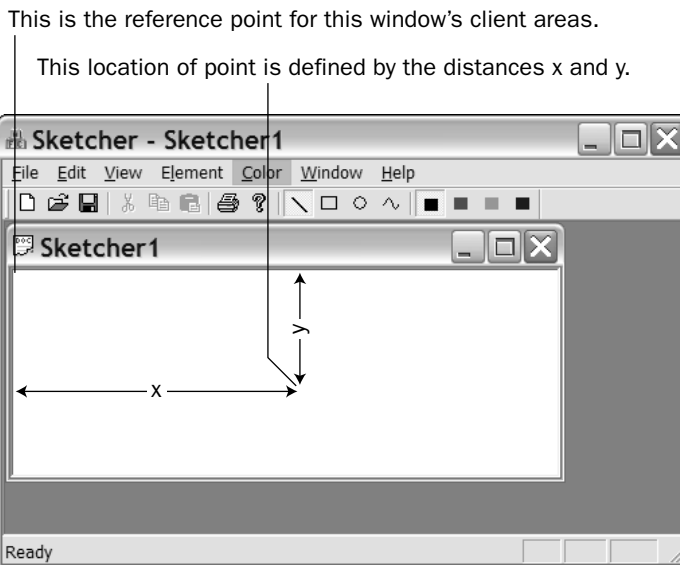 This is the reference point for this window’s client areas.
This location of point is defined by the distances x and y.
Sketcher - Sketcher1
File Edit View Element Color Window Help
Sketcher1
y
x
Ready